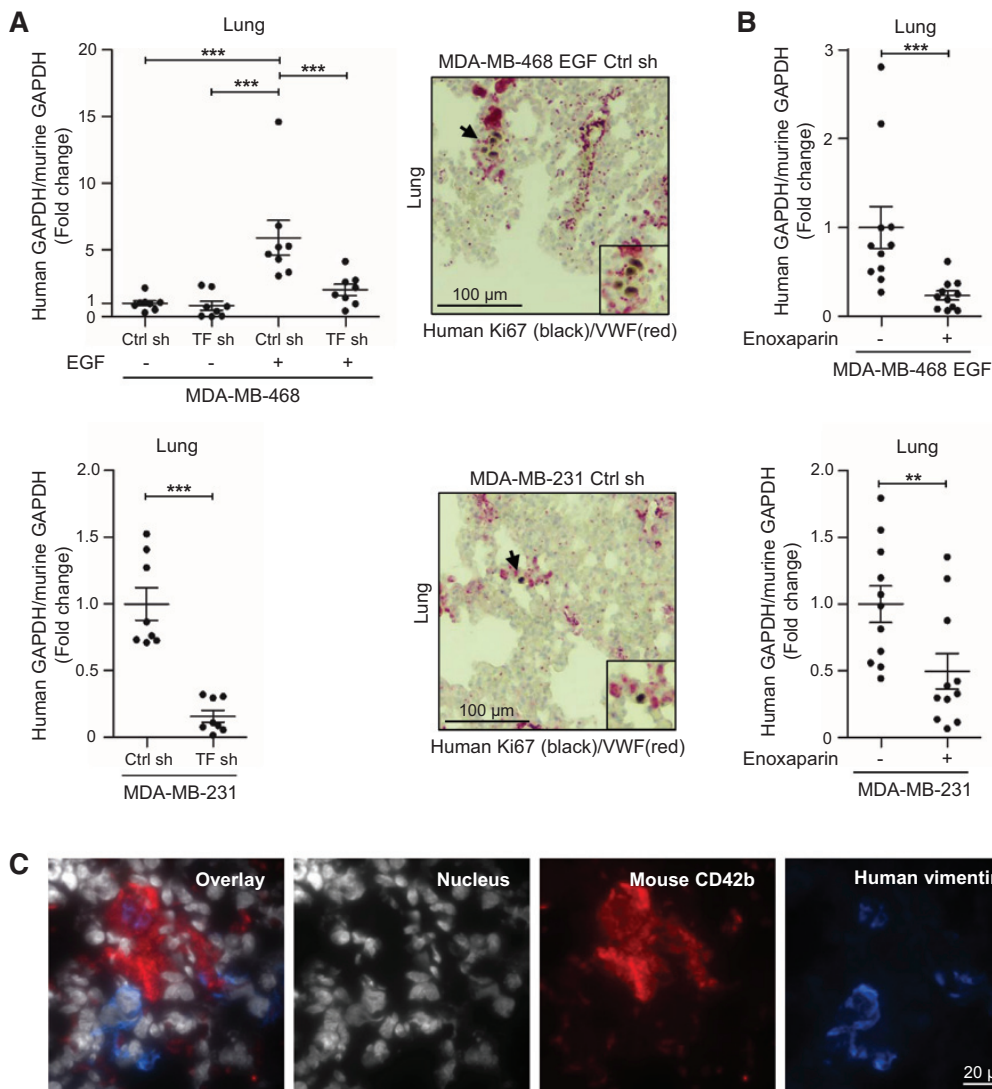 A
Lung
Human GAPDH/murine GAPDH
(Fold change)
20
15
10
5
1
0
***
***
***
Ctrl sh
TF sh
Ctrl sh
TF sh
EGF
-
-
+
+
MDA-MB-468
MDA-MB-468 EGF Ctrl sh
Lung
100 µm
Human Ki67 (black)/VWF(red)
B
Lung
Human GAPDH/murine GAPDH
(Fold change)
3
2
1
0
***
Enoxaparin
-
+
MDA-MB-468 EGF
Lung
Human GAPDH/murine GAPDH
(Fold change)
2.0
1.5
1.0
0.5
0
***
Ctrl sh
TF sh
MDA-MB-231
MDA-MB-231 Ctrl sh
Lung
100 µm
Human Ki67 (black)/VWF(red)
Lung
Human GAPDH/murine GAPDH
(Fold change)
2.0
1.5
1.0
0.5
0
**
Enoxaparin
-
+
MDA-MB-231
C
Overlay
Nucleus
Mouse CD42b
Human vimentin
20 µ